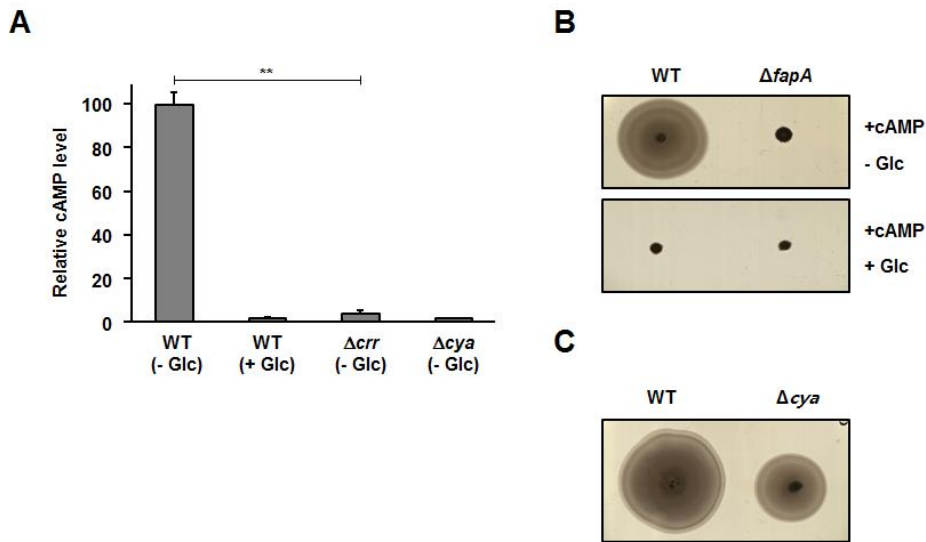 A
**
Relative cAMP level
100
80
60
40
20
0
WT
(- Glc)
WT
(+ Glc)
Δcrr
(- Glc)
Δcya
(- Glc)
B
WT ΔfapA
+cAMP
- Glc
+cAMP
+ Glc
C
WT Δcya